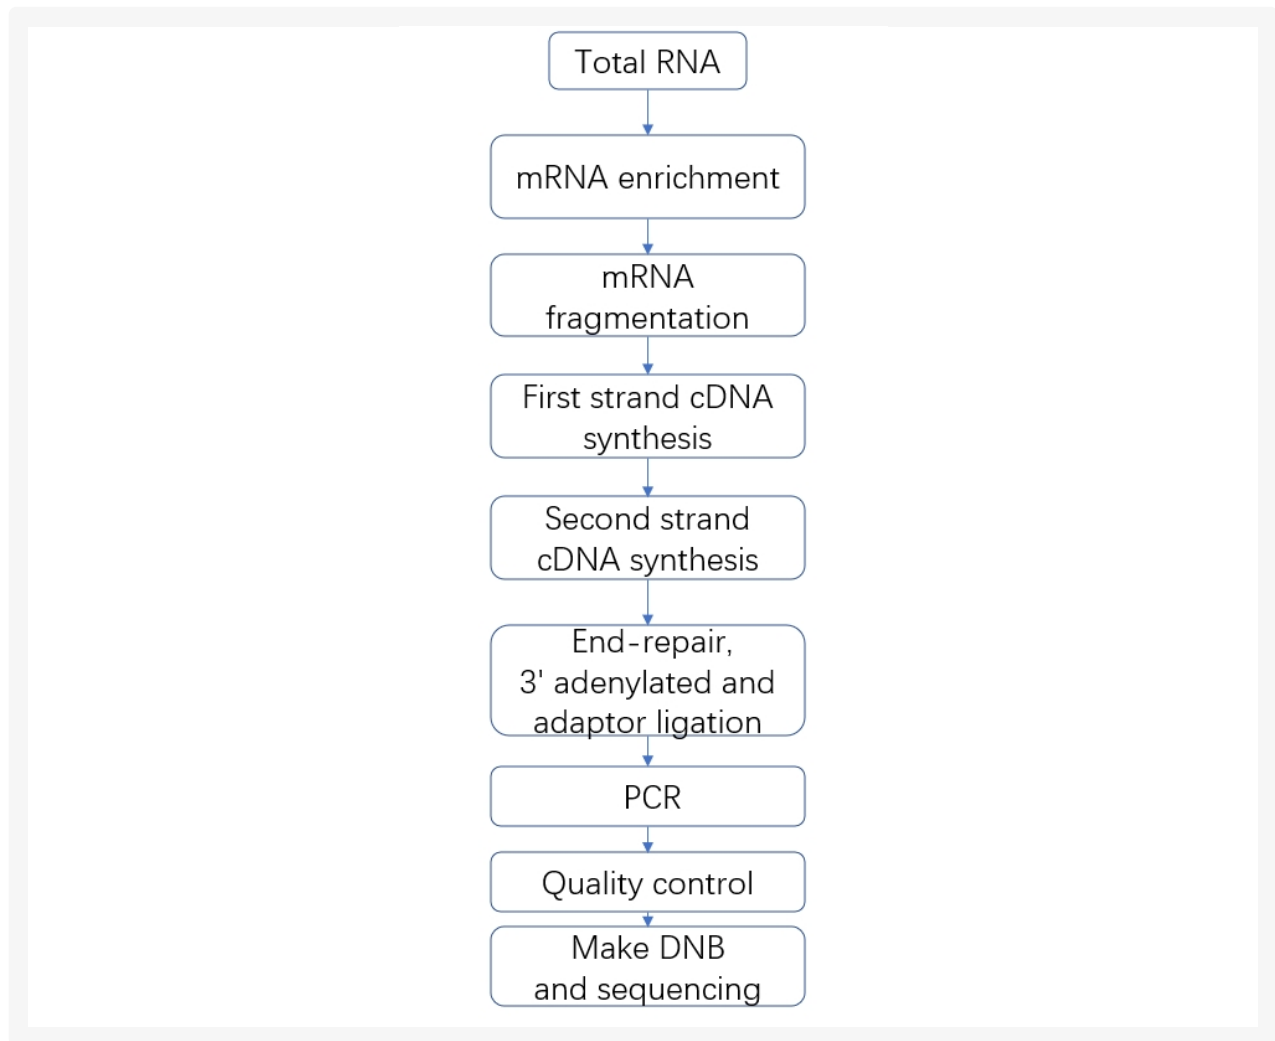 Total RNA
mRNA enrichment
mRNA
fragmentation
First strand cDNA
synthesis
Second strand
cDNA synthesis
End-repair,
3' adenylated and
adaptor ligation
PCR
Quality control
Make DNB
and sequencing